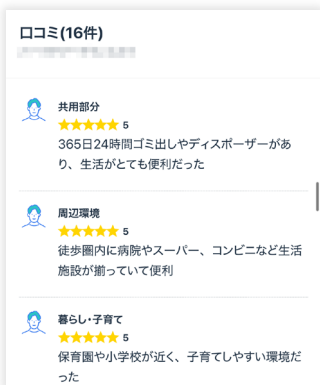 口コミ(16件)
共用部分
★★★★★ 5
365日24時間ゴミ出しやディスポーザーがあ
り、生活がとても便利だった
周辺環境
★★★★★ 5
徒歩圏内に病院やスーパー、コンビニなど生活
施設が揃っていて便利
暮らし・子育て
★★★★★ 5
保育園や小学校が近く、子育てしやすい環境だ
った